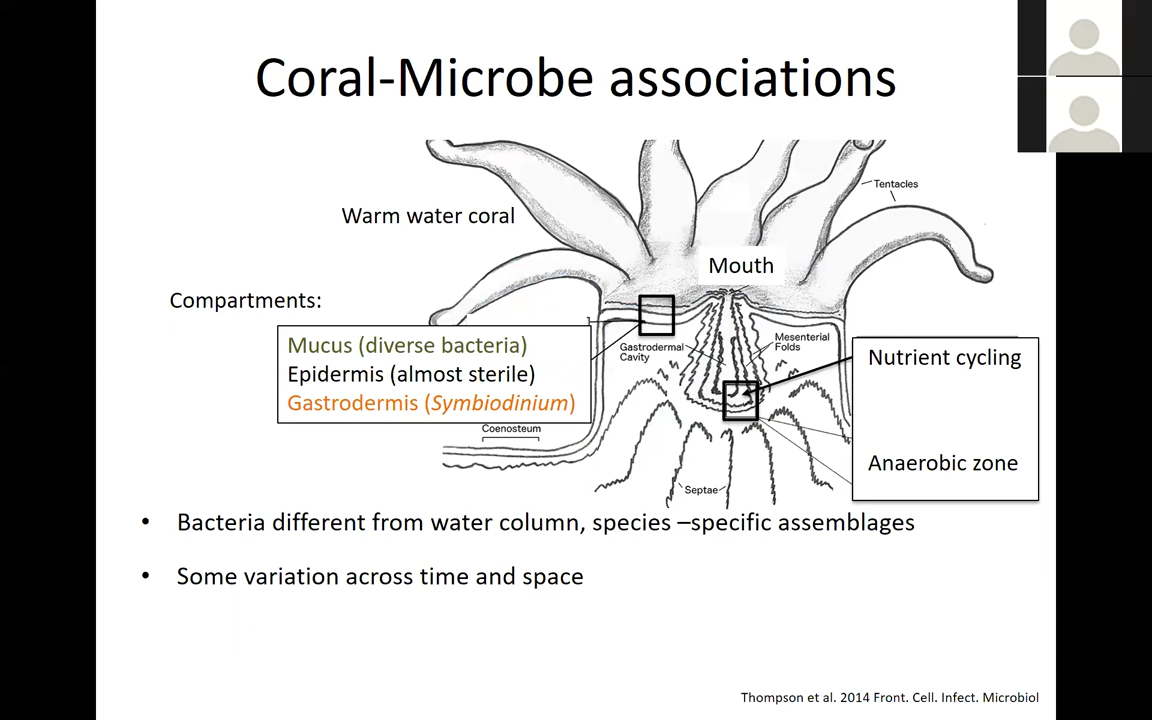 Coral-Microbe associations
Tentacles
Warm water coral
Mouth
Compartments:
Mucus (diverse bacteria)
Epidermis (almost sterile)
Gastrodermis (Symbiodinium)
Gastrodermal
Cavity
Mesenterial
Folds
Nutrient cycling
Anaerobic zone
Coenosteum
Septae
• Bacteria different from water column, species –specific assemblages
• Some variation across time and space
Thompson et al. 2014 Front. Cell. Infect. Microbiol